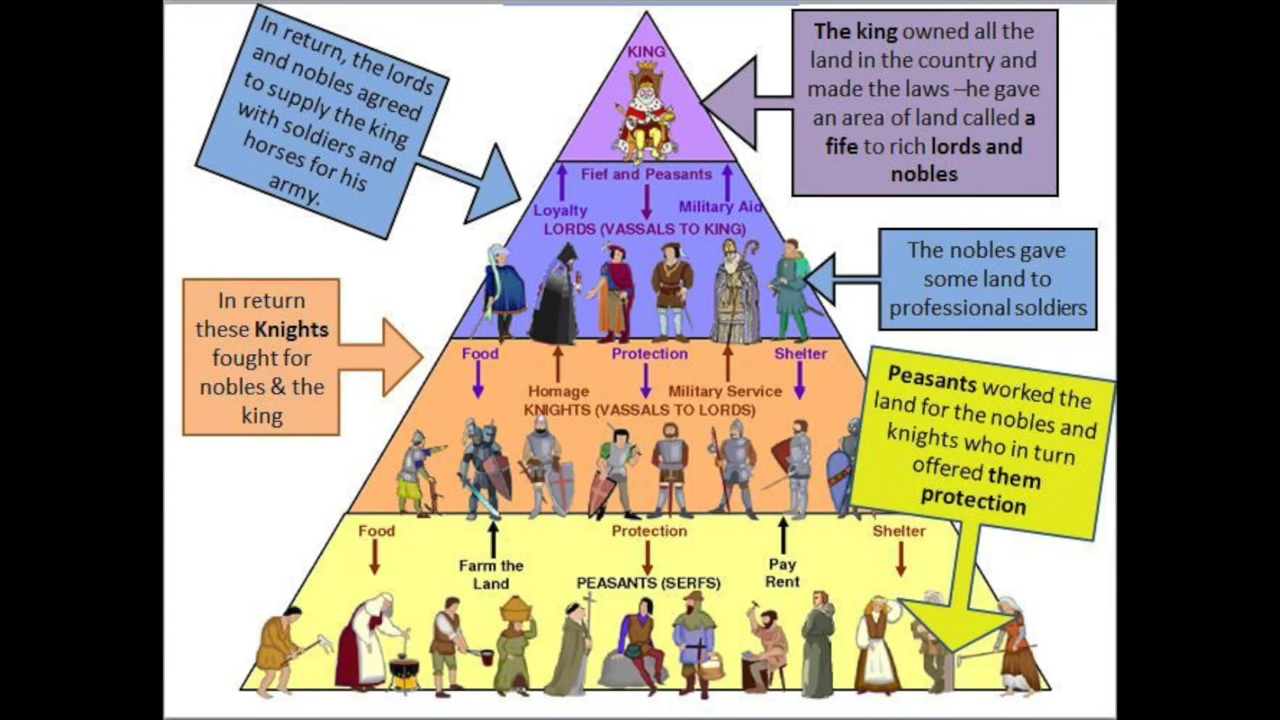 In return, the lords
and nobles agreed
to supply the king
with soldiers and
horses for his
army.
KING
The king owned all the
land in the country and
made the laws –he gave
an area of land called a
fife to rich lords and
nobles
Fief and Peasants
Loyalty
Military Aid
LORDS (VASSALS TO KING)
The nobles gave
some land to
professional soldiers
In return
these Knights
fought for
nobles & the
king
Food
Protection
Shelter
Homage
Military Service
KNIGHTS (VASSALS TO LORDS)
Peasants worked the
land for the nobles and
knights who in turn
offered them
protection
Food
Protection
Shelter
Farm the
Land
Pay
Rent
PEASANTS (SERFS)